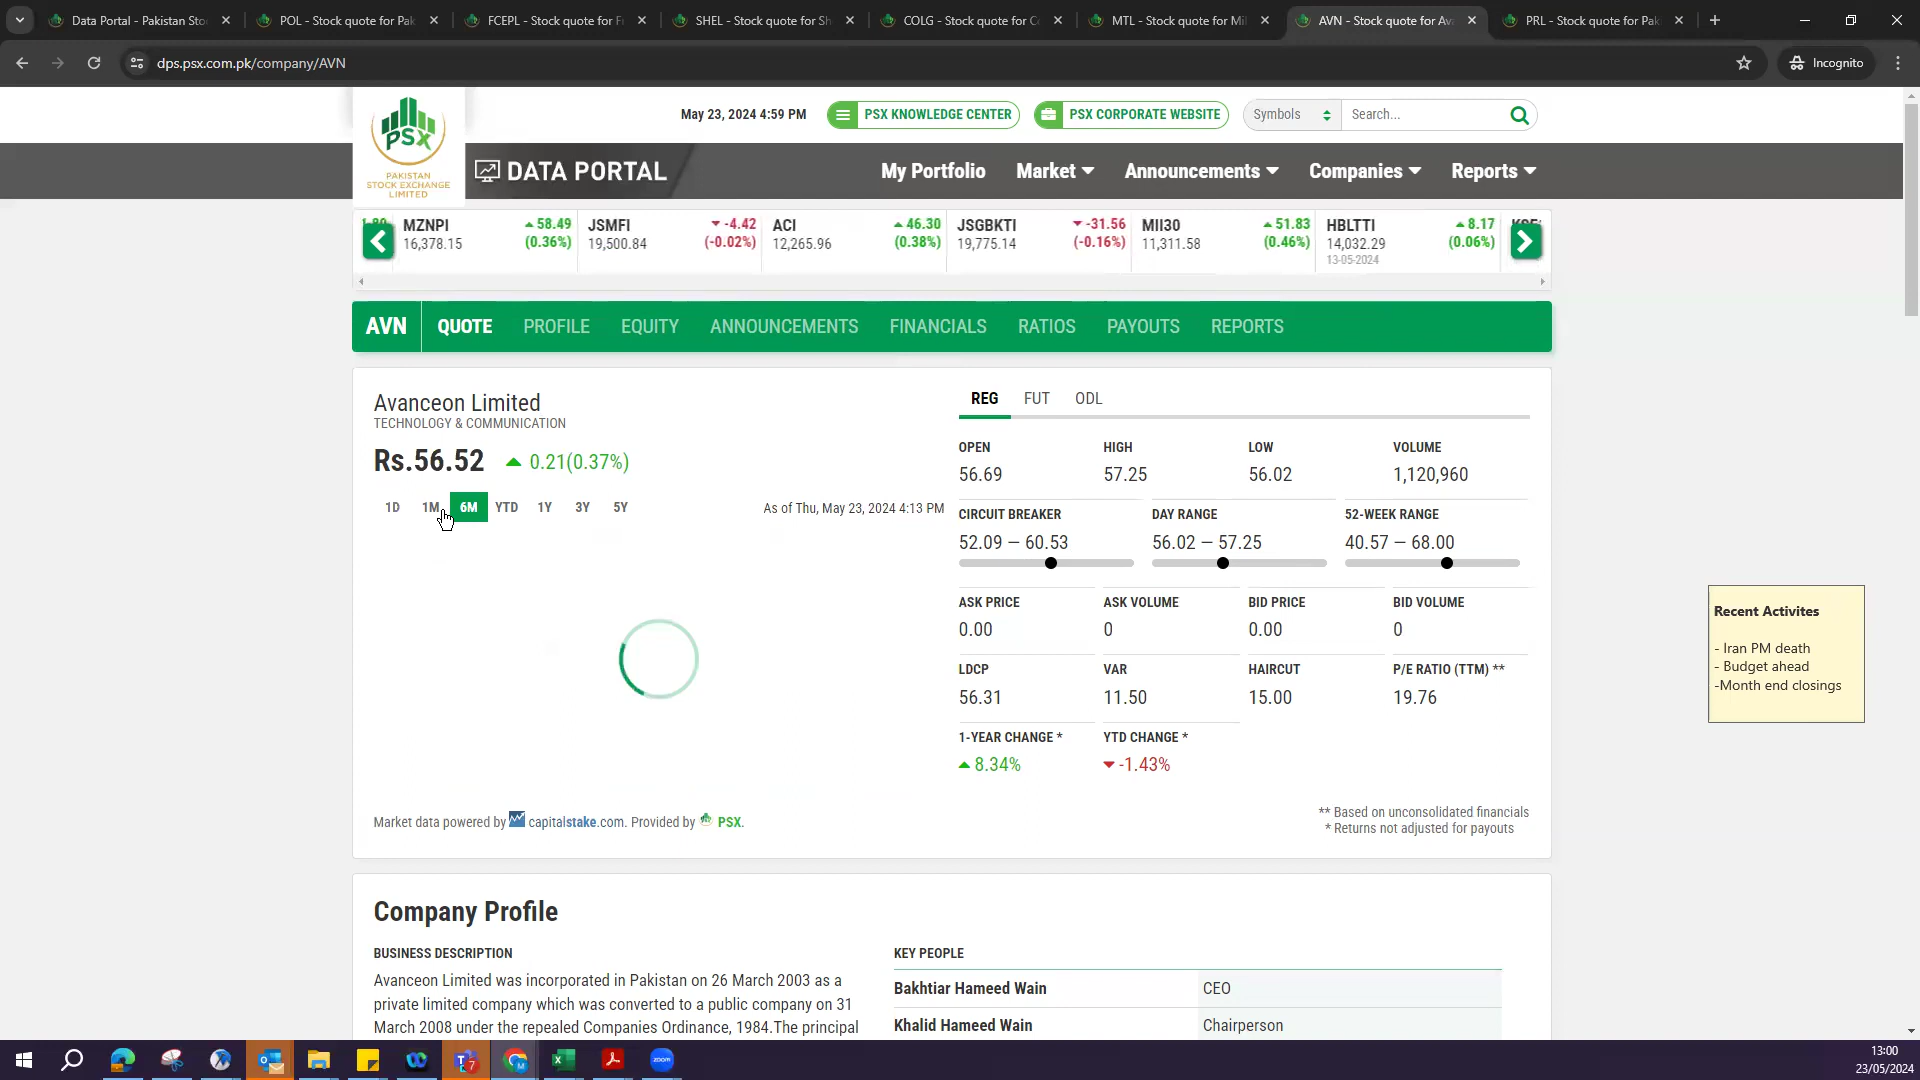 Data Portal - Pakistan Stoc
POL - Stock quote for Pak
FCEPL - Stock quote for F
SHEL - Stock quote for Sh
COLG - Stock quote for C
MTL - Stock quote for Mil
AVN - Stock quote for Ava
PRL - Stock quote for Pak
dps.psx.com.pk/company/AVN
Incognito
PSX
PAKISTAN
STOCK EXCHANGE
LIMITED
May 23, 2024 4:59 PM
PSX KNOWLEDGE CENTER
PSX CORPORATE WEBSITE
Symbols
Search...
DATA PORTAL
My Portfolio
Market
Announcements
Companies
Reports
MZNPI 58.49
16,378.15 (0.36%)
JSMFI -4.42
19,500.84 (-0.02%)
ACI 46.30
12,265.96 (0.38%)
JSGBKTI -31.56
19,775.14 (-0.16%)
MII30 51.83
11,311.58 (0.46%)
HBLTTI 8.17
14,032.29 (0.06%)
13-05-2024
AVN QUOTE PROFILE EQUITY ANNOUNCEMENTS FINANCIALS RATIOS PAYOUTS REPORTS
Avanceon Limited
TECHNOLOGY & COMMUNICATION
Rs.56.52 0.21(0.37%)
1D 1M 6M YTD 1Y 3Y 5Y
As of Thu, May 23, 2024 4:13 PM
REG FUT ODL
OPEN HIGH LOW VOLUME
56.69 57.25 56.02 1,120,960
CIRCUIT BREAKER DAY RANGE 52-WEEK RANGE
52.09 — 60.53 56.02 — 57.25 40.57 — 68.00
ASK PRICE ASK VOLUME BID PRICE BID VOLUME
0.00 0 0.00 0
LDCP VAR HAIRCUT P/E RATIO (TTM) **
56.31 11.50 15.00 19.76
1-YEAR CHANGE * YTD CHANGE *
8.34% -1.43%
Market data powered by capitalstake.com. Provided by PSX.
** Based on unconsolidated financials
* Returns not adjusted for payouts
Recent Activites
- Iran PM death
- Budget ahead
-Month end closings
Company Profile
BUSINESS DESCRIPTION
Avanceon Limited was incorporated in Pakistan on 26 March 2003 as a
private limited company which was converted to a public company on 31
March 2008 under the repealed Companies Ordinance, 1984.The principal
KEY PEOPLE
Bakhtiar Hameed Wain CEO
Khalid Hameed Wain Chairperson
13:00
23/05/2024